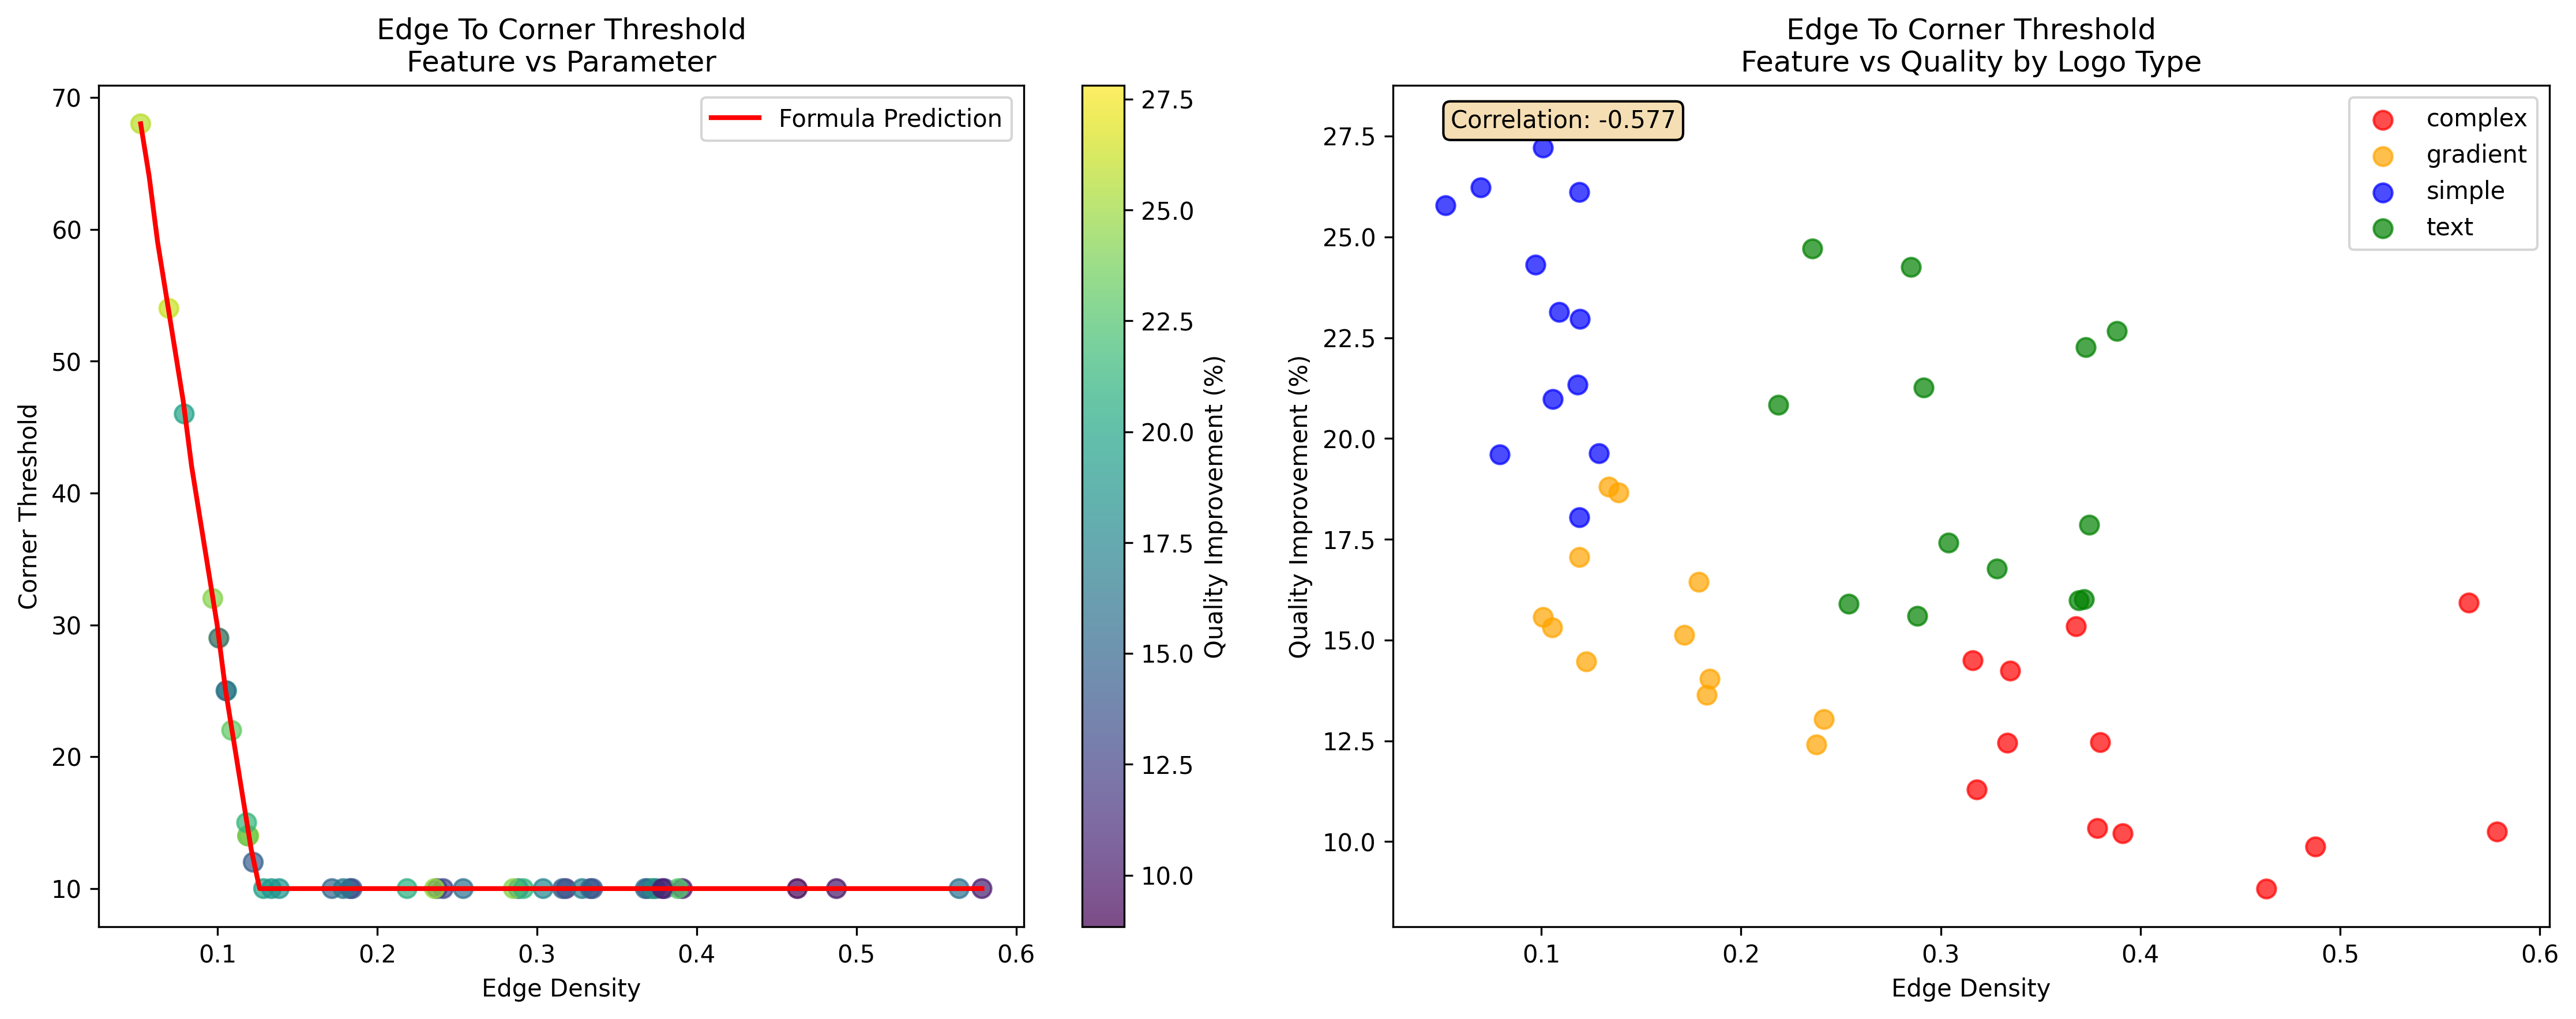 Edge To Corner Threshold
Feature vs Parameter
Formula Prediction
Corner Threshold
70
60
50
40
30
20
10
0.1 0.2 0.3 0.4 0.5 0.6
Edge Density
27.5
25.0
22.5
20.0
17.5
15.0
12.5
10.0
Quality Improvement (%)
Edge To Corner Threshold
Feature vs Quality by Logo Type
Correlation: -0.577
complex
gradient
simple
text
Quality Improvement (%)
27.5
25.0
22.5
20.0
17.5
15.0
12.5
10.0
0.1 0.2 0.3 0.4 0.5 0.6
Edge Density